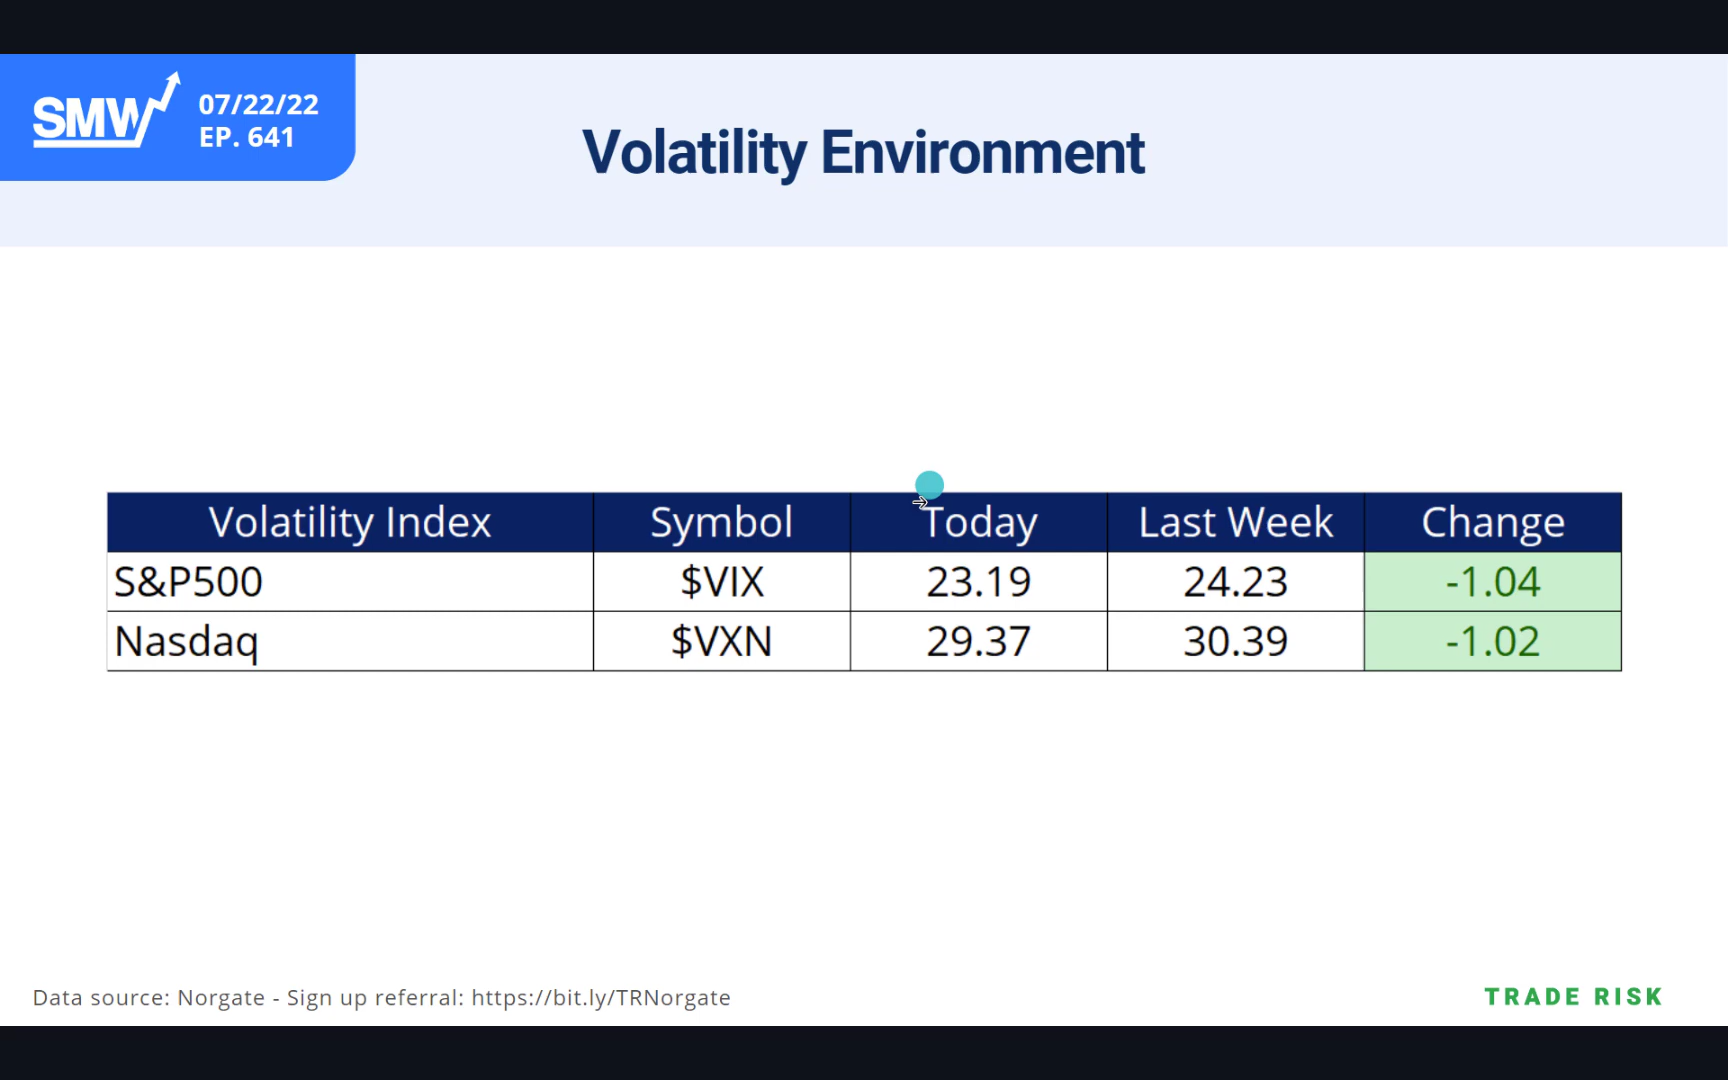 SMW
07/22/22
EP. 641
Volatility Environment
Volatility Index Symbol Today Last Week Change
S&P500 $VIX 23.19 24.23 -1.04
Nasdaq $VXN 29.37 30.39 -1.02
Data source: Norgate - Sign up referral: https://bit.ly/TRNorgate
TRADE RISK